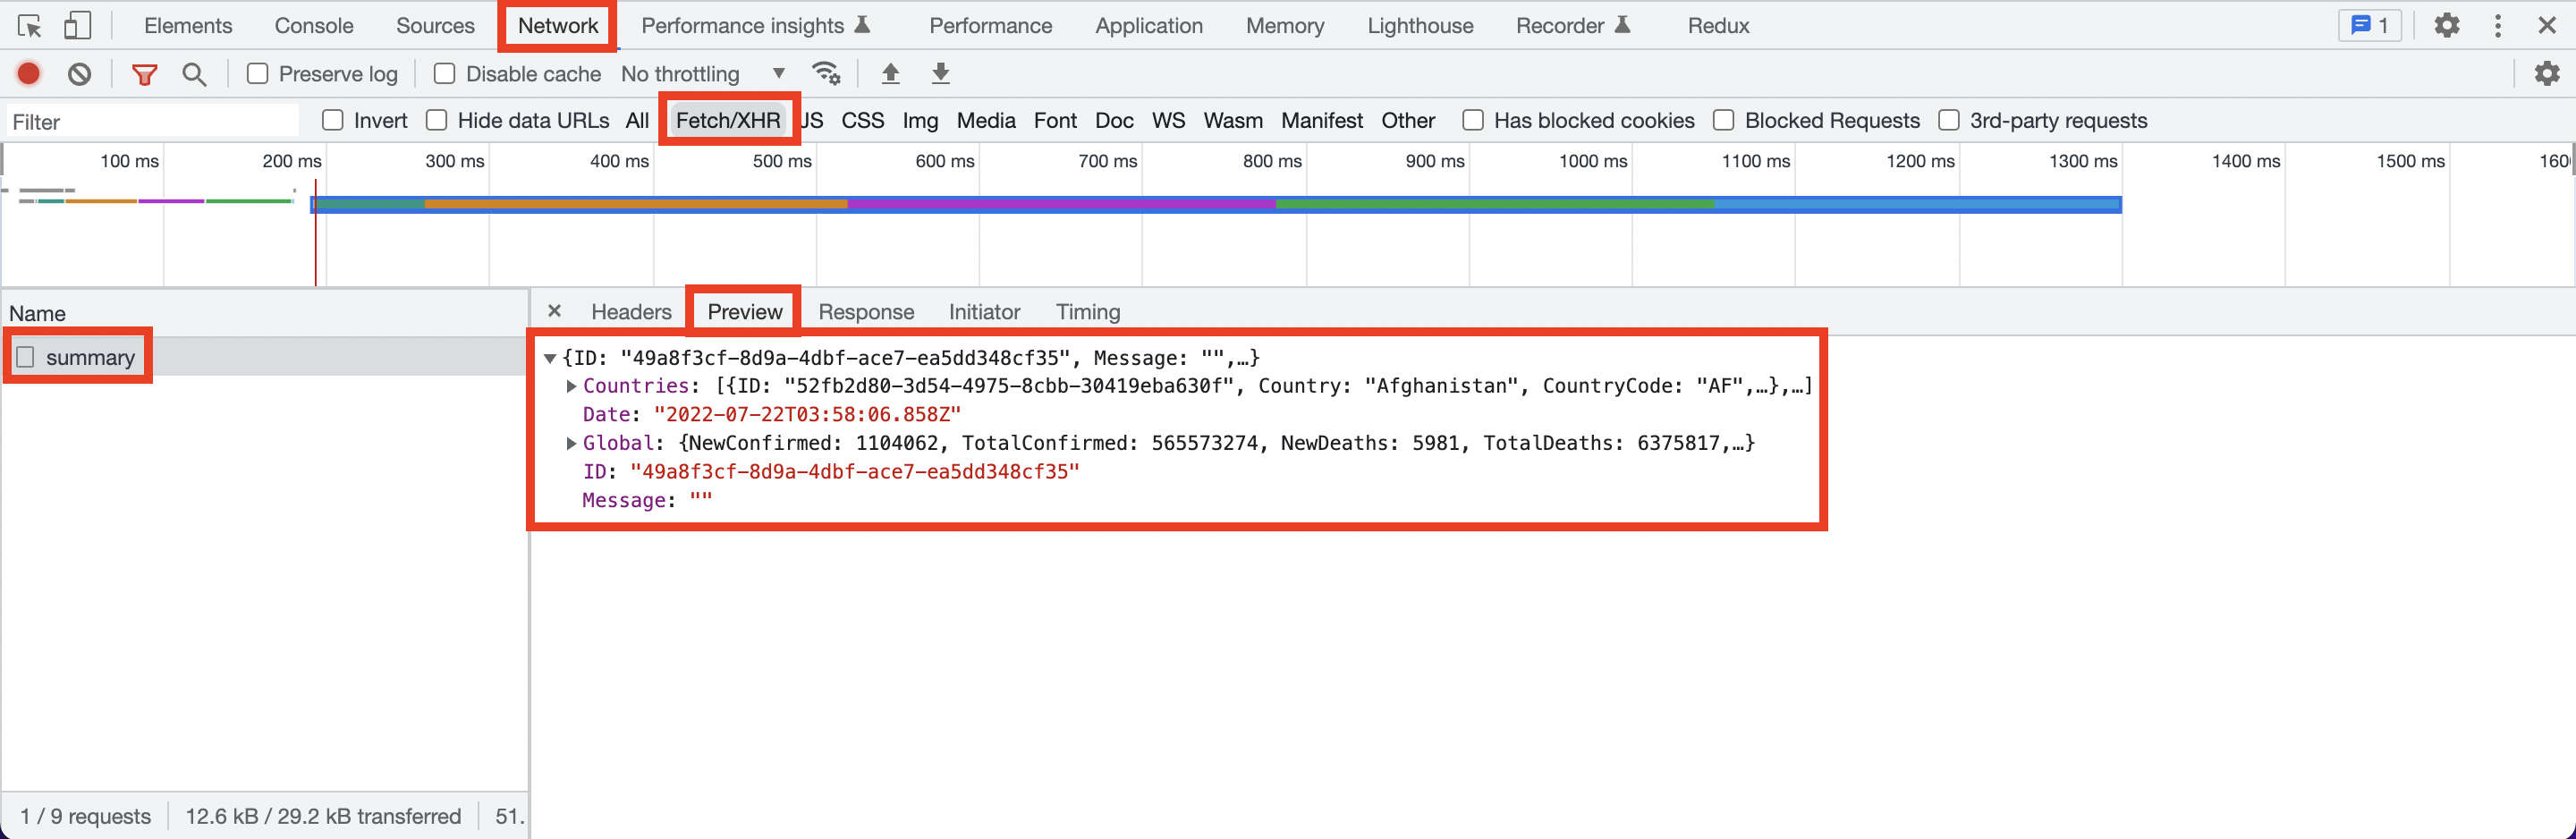 Elements Console Sources Network Performance insights Performance Application Memory Lighthouse Recorder Redux 1
Preserve log Disable cache No throttling
Filter Invert Hide data URLs All Fetch/XHR JS CSS Img Media Font Doc WS Wasm Manifest Other Has blocked cookies Blocked Requests 3rd-party requests
100 ms 200 ms 300 ms 400 ms 500 ms 600 ms 700 ms 800 ms 900 ms 1000 ms 1100 ms 1200 ms 1300 ms 1400 ms 1500 ms 160
Name
summary
× Headers Preview Response Initiator Timing
{ID: "49a8f3cf-8d9a-4dbf-ace7-ea5dd348cf35", Message: "",…}
Countries: [{ID: "52fb2d80-3d54-4975-8cbb-30419eba630f", Country: "Afghanistan", CountryCode: "AF",…},…]
Date: "2022-07-22T03:58:06.858Z"
Global: {NewConfirmed: 1104062, TotalConfirmed: 565573274, NewDeaths: 5981, TotalDeaths: 6375817,…}
ID: "49a8f3cf-8d9a-4dbf-ace7-ea5dd348cf35"
Message: ""
1 / 9 requests 12.6 kB / 29.2 kB transferred 51.